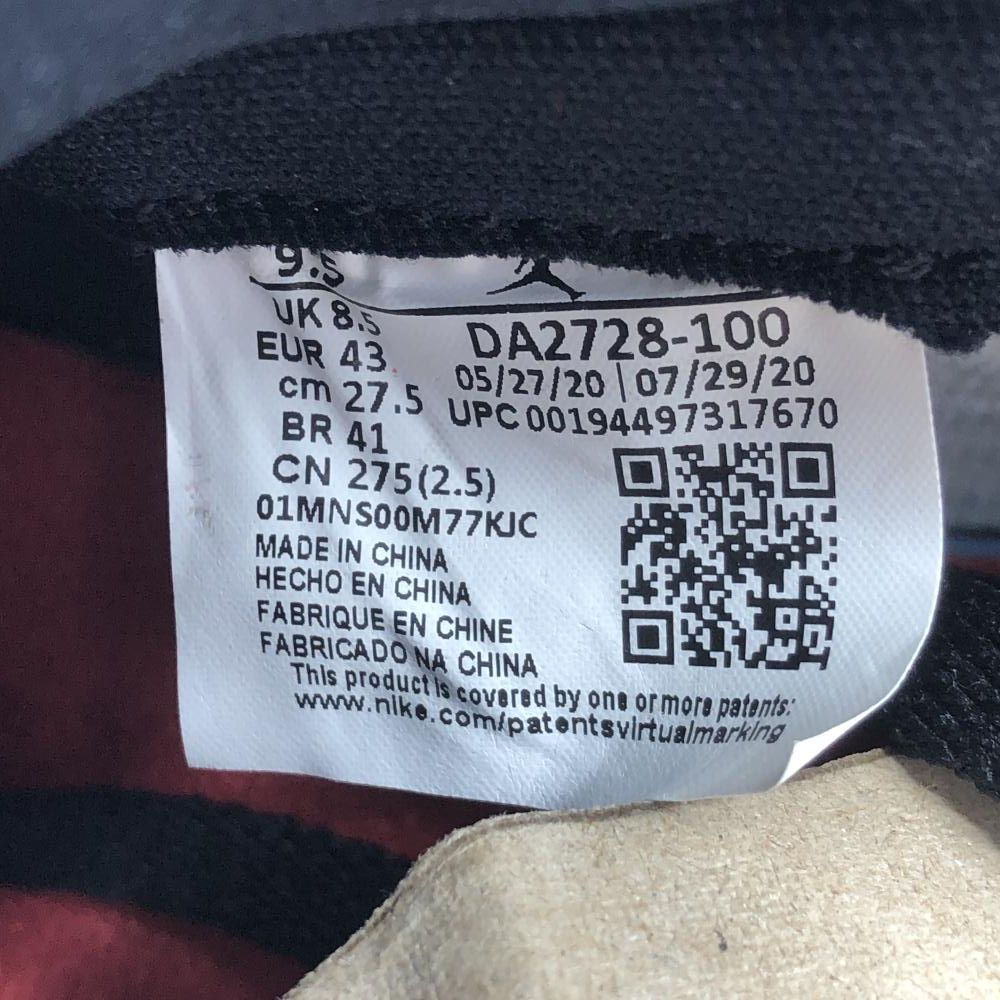 9.5
UK 8.5
EUR 43
cm 27.5
BR 41
CN 275(2.5)
DA2728-100
05/27/20 | 07/29/20
UPC 00194497317670
01MNS00M77KJC
MADE IN CHINA
HECHO EN CHINA
FABRIQUE EN CHINE
FABRICADO NA CHINA
This product is covered by one or more patents:
www.nike.com/patentsvirtualmarking